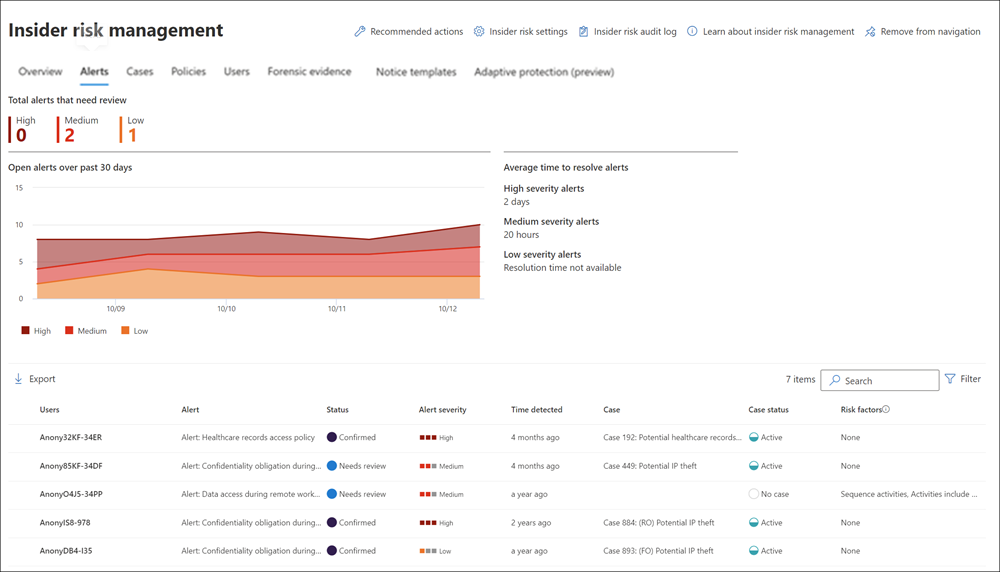 Insider risk management
Recommended actions Insider risk settings Insider risk audit log Learn about insider risk management Remove from navigation
Overview Alerts Cases Policies Users Forensic evidence Notice templates Adaptive protection (preview)
Total alerts that need review
High Medium Low
0 2 1
Open alerts over past 30 days
15
10
5
0
10/09 10/10 10/11 10/12
High Medium Low
Average time to resolve alerts
High severity alerts
2 days
Medium severity alerts
20 hours
Low severity alerts
Resolution time not available
Export 7 items Search Filter
Users Alert Status Alert severity Time detected Case Case status Risk factors
Anony32KF-34ER Alert: Healthcare records access policy Confirmed High 4 months ago Case 192: Potential healthcare records... Active None
Anony85KF-34DF Alert: Confidentiality obligation during... Needs review Medium 4 months ago Case 449: Potential IP theft Active None
AnonyO4J5-34PP Alert: Data access during remote work... Needs review Medium a year ago No case Sequence activities, Activities include ...
AnonyIS8-978 Alert: Confidentiality obligation during... Confirmed High 2 years ago Case 884: (RO) Potential IP theft Active None
AnonyDB4-I35 Alert: Confidentiality obligation during... Confirmed Low a year ago Case 893: (FO) Potential IP theft Active None